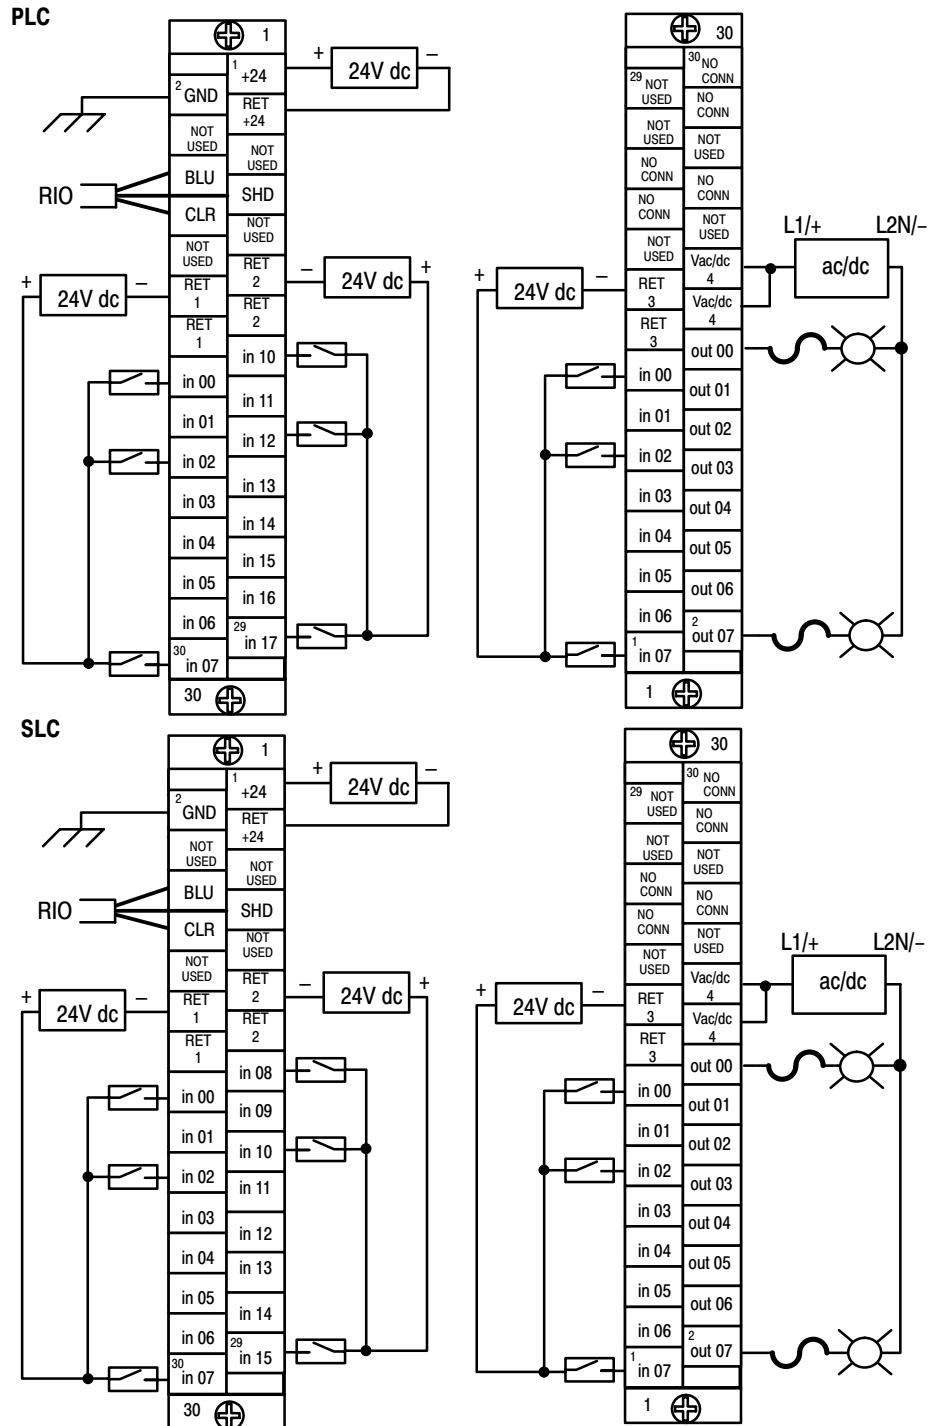 PLC
1
1
+24
+
24V dc
–
2
GND
RET
+24
NOT
USED
NOT
USED
BLU
RIO
SHD
CLR
NOT
USED
NOT
USED
RET
2
–
24V dc
+
+
24V dc
–
RET
1
RET
2
RET
1
in 10
in 00
in 11
in 01
in 12
in 02
in 13
in 03
in 14
in 04
in 15
in 05
in 16
in 06
29
in 17
30
in 07
30
30
30
NO
CONN
29
NOT
USED
NO
CONN
NOT
USED
NOT
USED
NO
CONN
NO
CONN
NO
CONN
NOT
USED
L1/+
L2N/–
NOT
USED
Vac/dc
4
ac/dc
+
24V dc
–
RET
3
Vac/dc
4
RET
3
out 00
in 00
out 01
in 01
out 02
in 02
out 03
in 03
out 04
in 04
out 05
in 05
out 06
in 06
2
out 07
1
in 07
1
SLC
1
1
+24
+
24V dc
–
2
GND
RET
+24
NOT
USED
NOT
USED
BLU
RIO
SHD
CLR
NOT
USED
NOT
USED
RET
2
–
24V dc
+
+
24V dc
–
RET
1
RET
2
RET
1
in 08
in 00
in 09
in 01
in 10
in 02
in 11
in 03
in 12
in 04
in 13
in 05
in 14
in 06
29
in 15
30
in 07
30
30
30
NO
CONN
29
NOT
USED
NO
CONN
NOT
USED
NOT
USED
NO
CONN
NO
CONN
NO
CONN
NOT
USED
L1/+
L2N/–
NOT
USED
Vac/dc
4
ac/dc
+
24V dc
–
RET
3
Vac/dc
4
RET
3
out 00
in 00
out 01
in 01
out 02
in 02
out 03
in 03
out 04
in 04
out 05
in 05
out 06
in 06
2
out 07
1
in 07
1